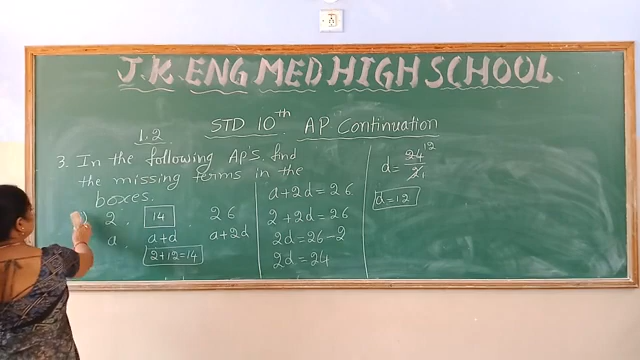 J.K. ENG MED HIGH SCHOOL
STD 10th AP Continuation
1.2
3. In the following AP's find
the missing terms in the
boxes.
2 . 14 . 26
a a+d a+2d
2+12=14
a+2d=26
2+2d=26
2d=26-2
2d=24
d=24/2 12 1
d=12